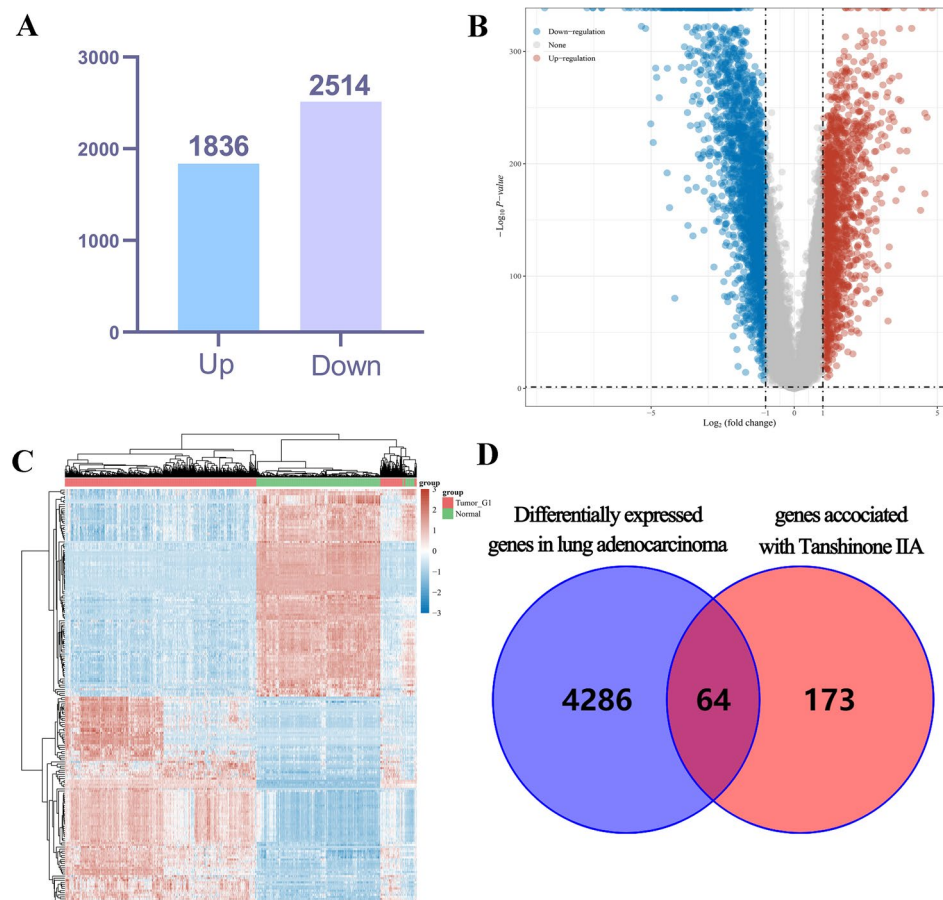 A
3000
2000
1000
0
1836
2514
Up
Down
B
Down-regulation
None
Up-regulation
300
200
100
0
-Log10 P-value
-5
-1
0
1
5
Log2 (fold change)
C
group
3
2
1
0
-1
-2
-3
group
Tumor_G1
Normal
D
Differentially expressed
genes in lung adenocarcinoma
genes accociated
with Tanshinone IIA
4286
64
173